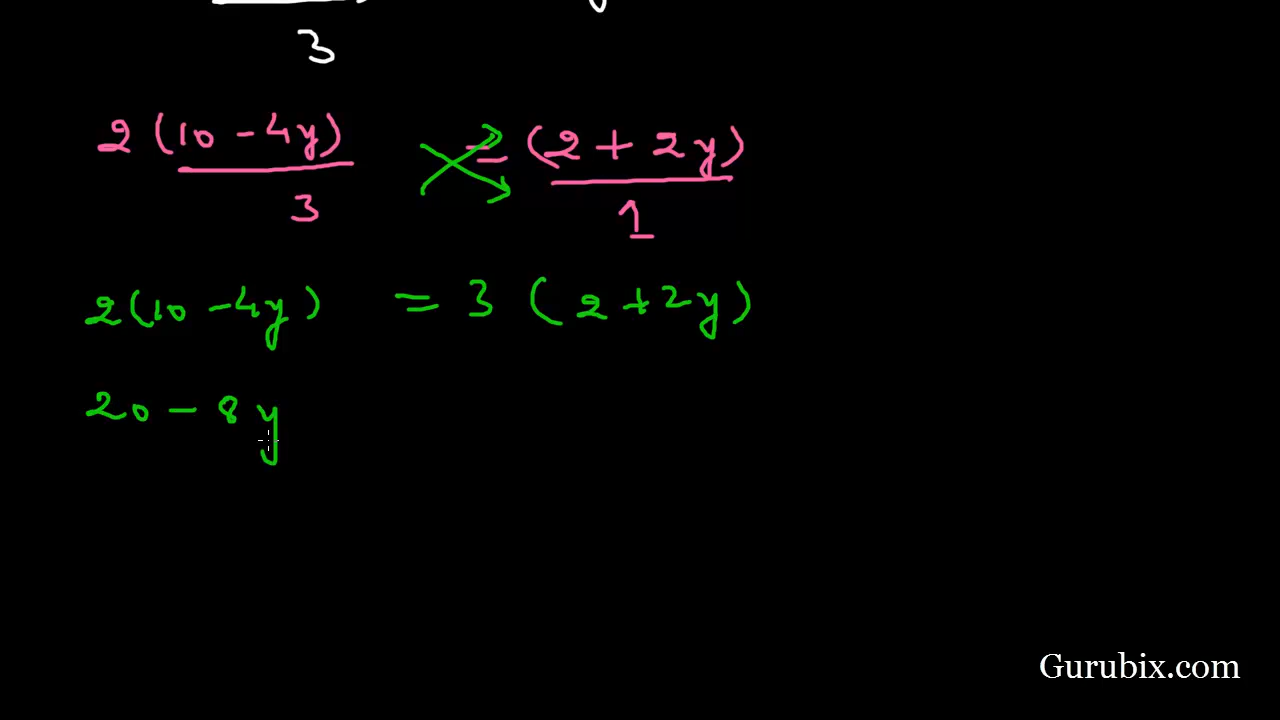 3
2 (10 - 4y) = (2 + 2y)
3 1
2(10 - 4y) = 3 (2 + 2y)
20 - 8y
Gurubix.com